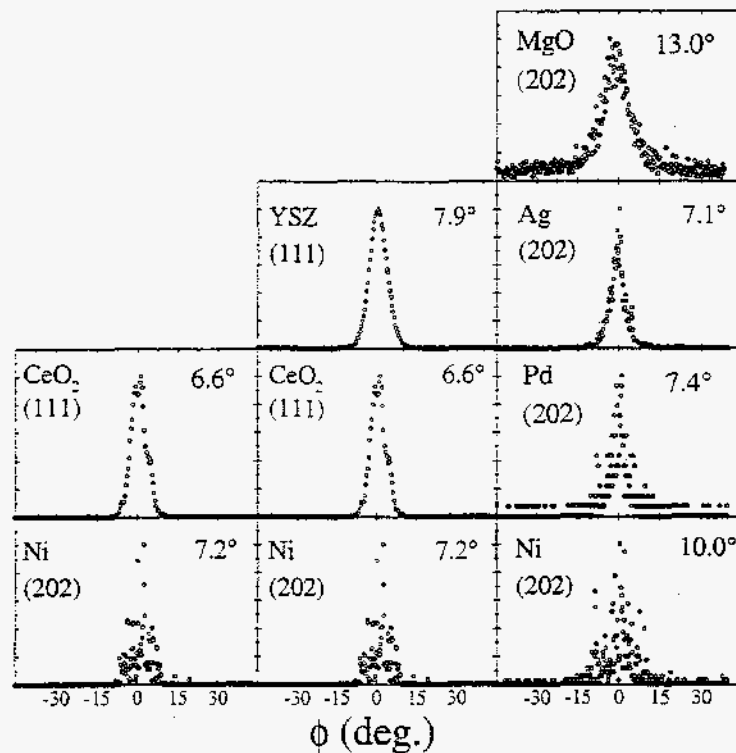 MgO 13.0°
(202)
YSZ 7.9° Ag 7.1°
(111) (202)
CeO₂ 6.6° CeO₂ 6.6° Pd 7.4°
(111) (111) (202)
Ni 7.2° Ni 7.2° Ni 10.0°
(202) (202) (202)
-30 -15 0 15 30 -30 -15 0 15 30 -30 -15 0 15 30
ϕ (deg.)